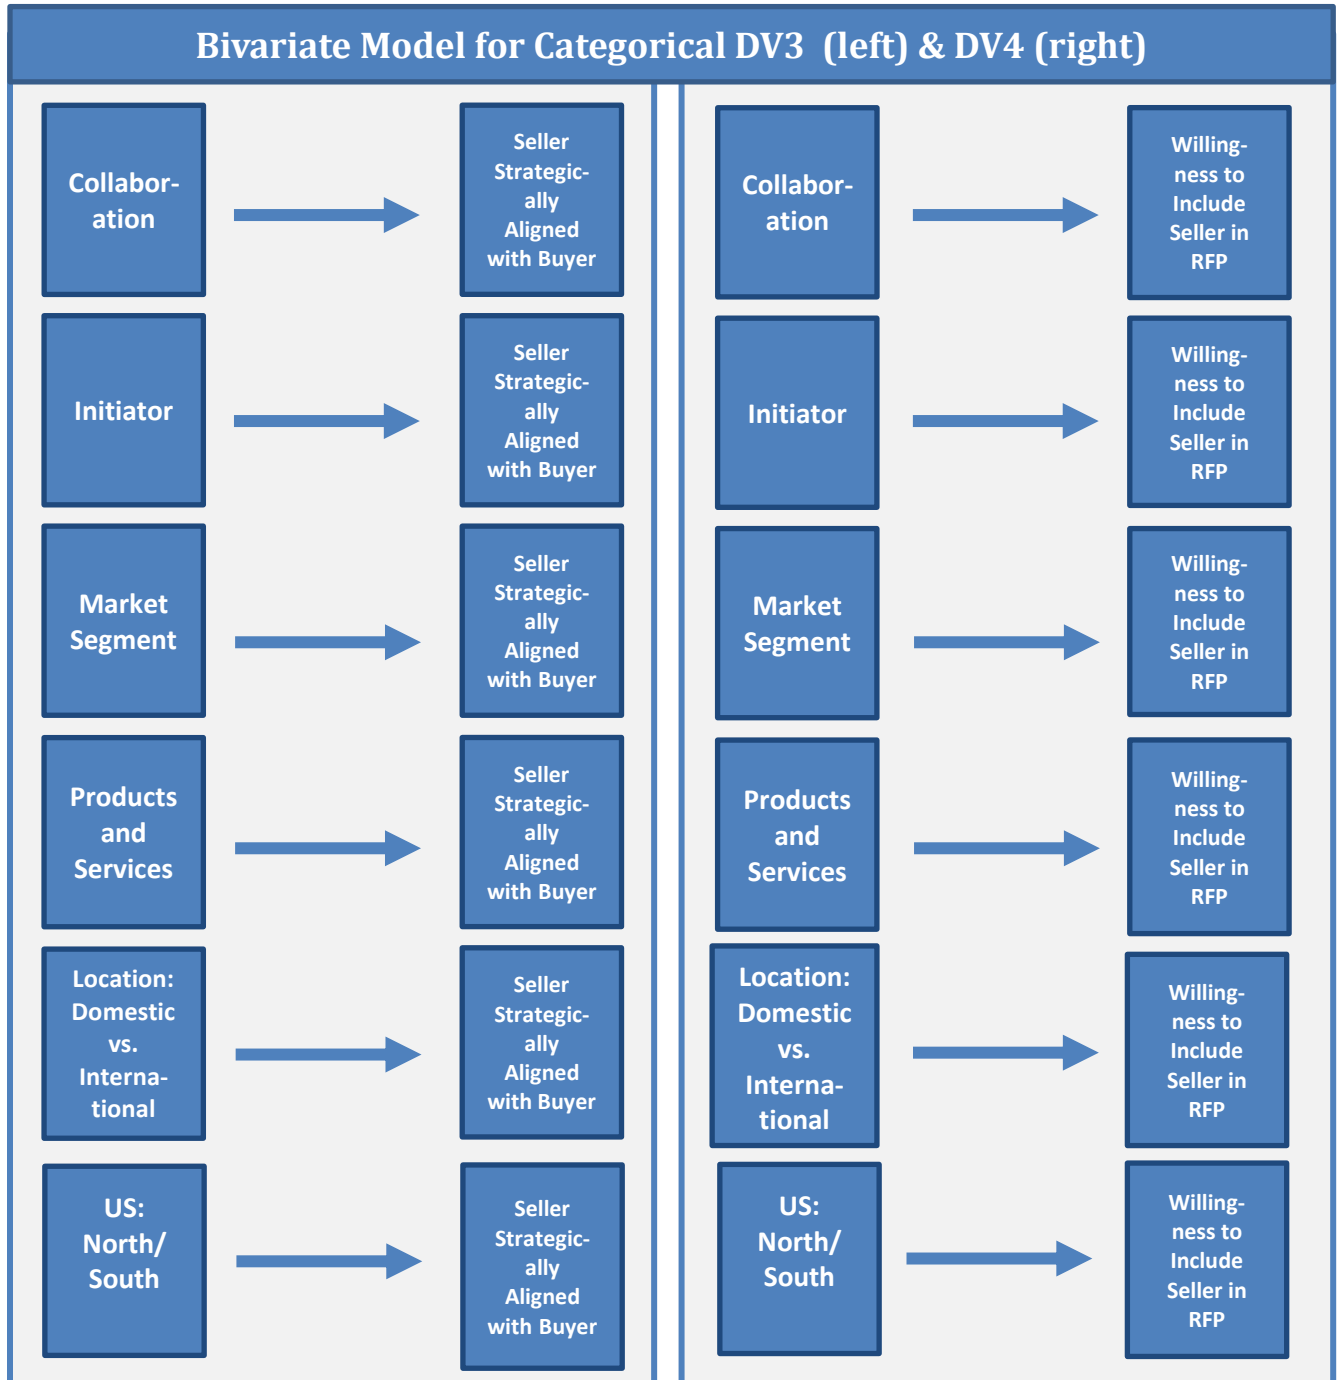 Bivariate Model for Categorical DV3 (left) & DV4 (right)
Collabor-
ation
Seller
Strategic-
ally
Aligned
with Buyer
Initiator
Seller
Strategic-
ally
Aligned
with Buyer
Market
Segment
Seller
Strategic-
ally
Aligned
with Buyer
Products
and
Services
Seller
Strategic-
ally
Aligned
with Buyer
Location:
Domestic
vs.
Interna-
tional
Seller
Strategic-
ally
Aligned
with Buyer
US:
North/
South
Seller
Strategic-
ally
Aligned
with Buyer
Collabor-
ation
Willing-
ness to
Include
Seller in
RFP
Initiator
Willing-
ness to
Include
Seller in
RFP
Market
Segment
Willing-
ness to
Include
Seller in
RFP
Products
and
Services
Willing-
ness to
Include
Seller in
RFP
Location:
Domestic
vs.
Interna-
tional
Willing-
ness to
Include
Seller in
RFP
US:
North/
South
Willing-
ness to
Include
Seller in
RFP